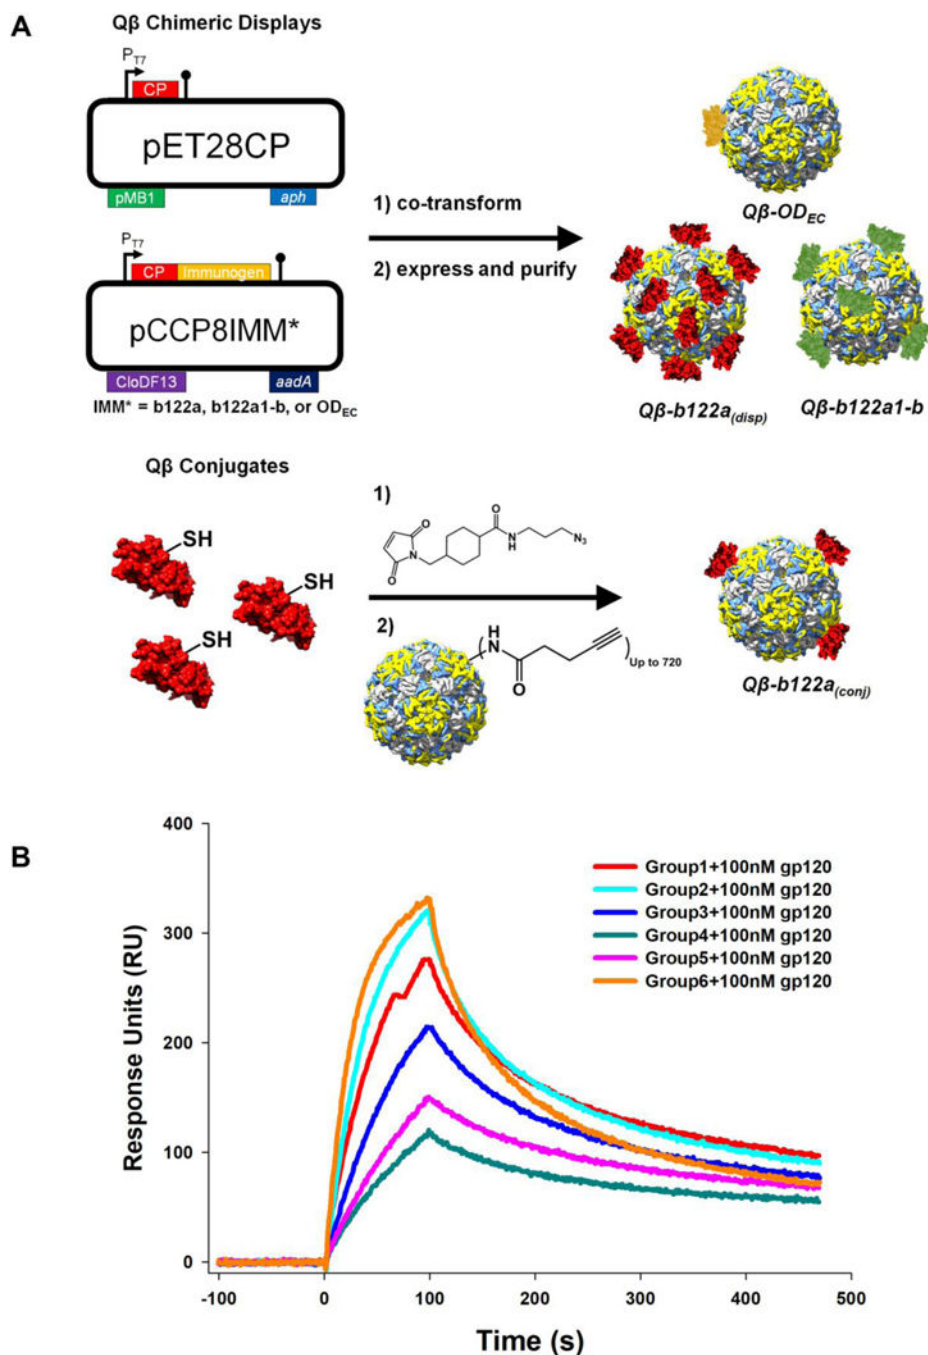 A
Qβ Chimeric Displays
PT7
CP
pET28CP
pMB1
aph
PT7
CP
Immunogen
pCCP8IMM*
CloDF13
aadA
IMM* = b122a, b122a1-b, or ODEC
1) co-transform
2) express and purify
Qβ-ODEC
Qβ-b122a(disp)
Qβ-b122a1-b
Qβ Conjugates
SH
SH
SH
1)
O
N
O
O
N
H
N3
2)
H
N
O
Up to 720
Qβ-b122a(conj)
B
400
300
200
100
0
Response Units (RU)
Group1+100nM gp120
Group2+100nM gp120
Group3+100nM gp120
Group4+100nM gp120
Group5+100nM gp120
Group6+100nM gp120
-100
0
100
200
300
400
500
Time (s)